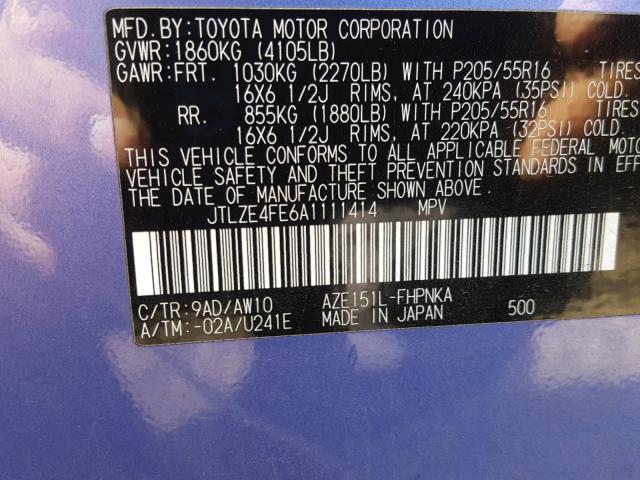 MFD.BY:TOYOTA MOTOR CORPORATION
GVWR:1860KG (4105LB)
GAWR:FRT. 1030KG (2270LB) WITH P205/55R16 TIRES
16X6 1/2J RIMS, AT 240KPA (35PSI) COLD.
RR. 855KG (1880LB) WITH P205/55R16 TIRES
16X6 1/2J RIMS, AT 220KPA (32PSI) COLD.
THIS VEHICLE CONFORMS TO ALL APPLICABLE FEDERAL MOTO
VEHICLE SAFETY AND THEFT PREVENTION STANDARDS IN EFF
THE DATE OF MANUFACTURE SHOWN ABOVE.
JTLZE4FE6A1111414 MPV
C/TR:9AD/AW10 AZE151L-FHPNKA
A/TM:-02A/U241E MADE IN JAPAN 500